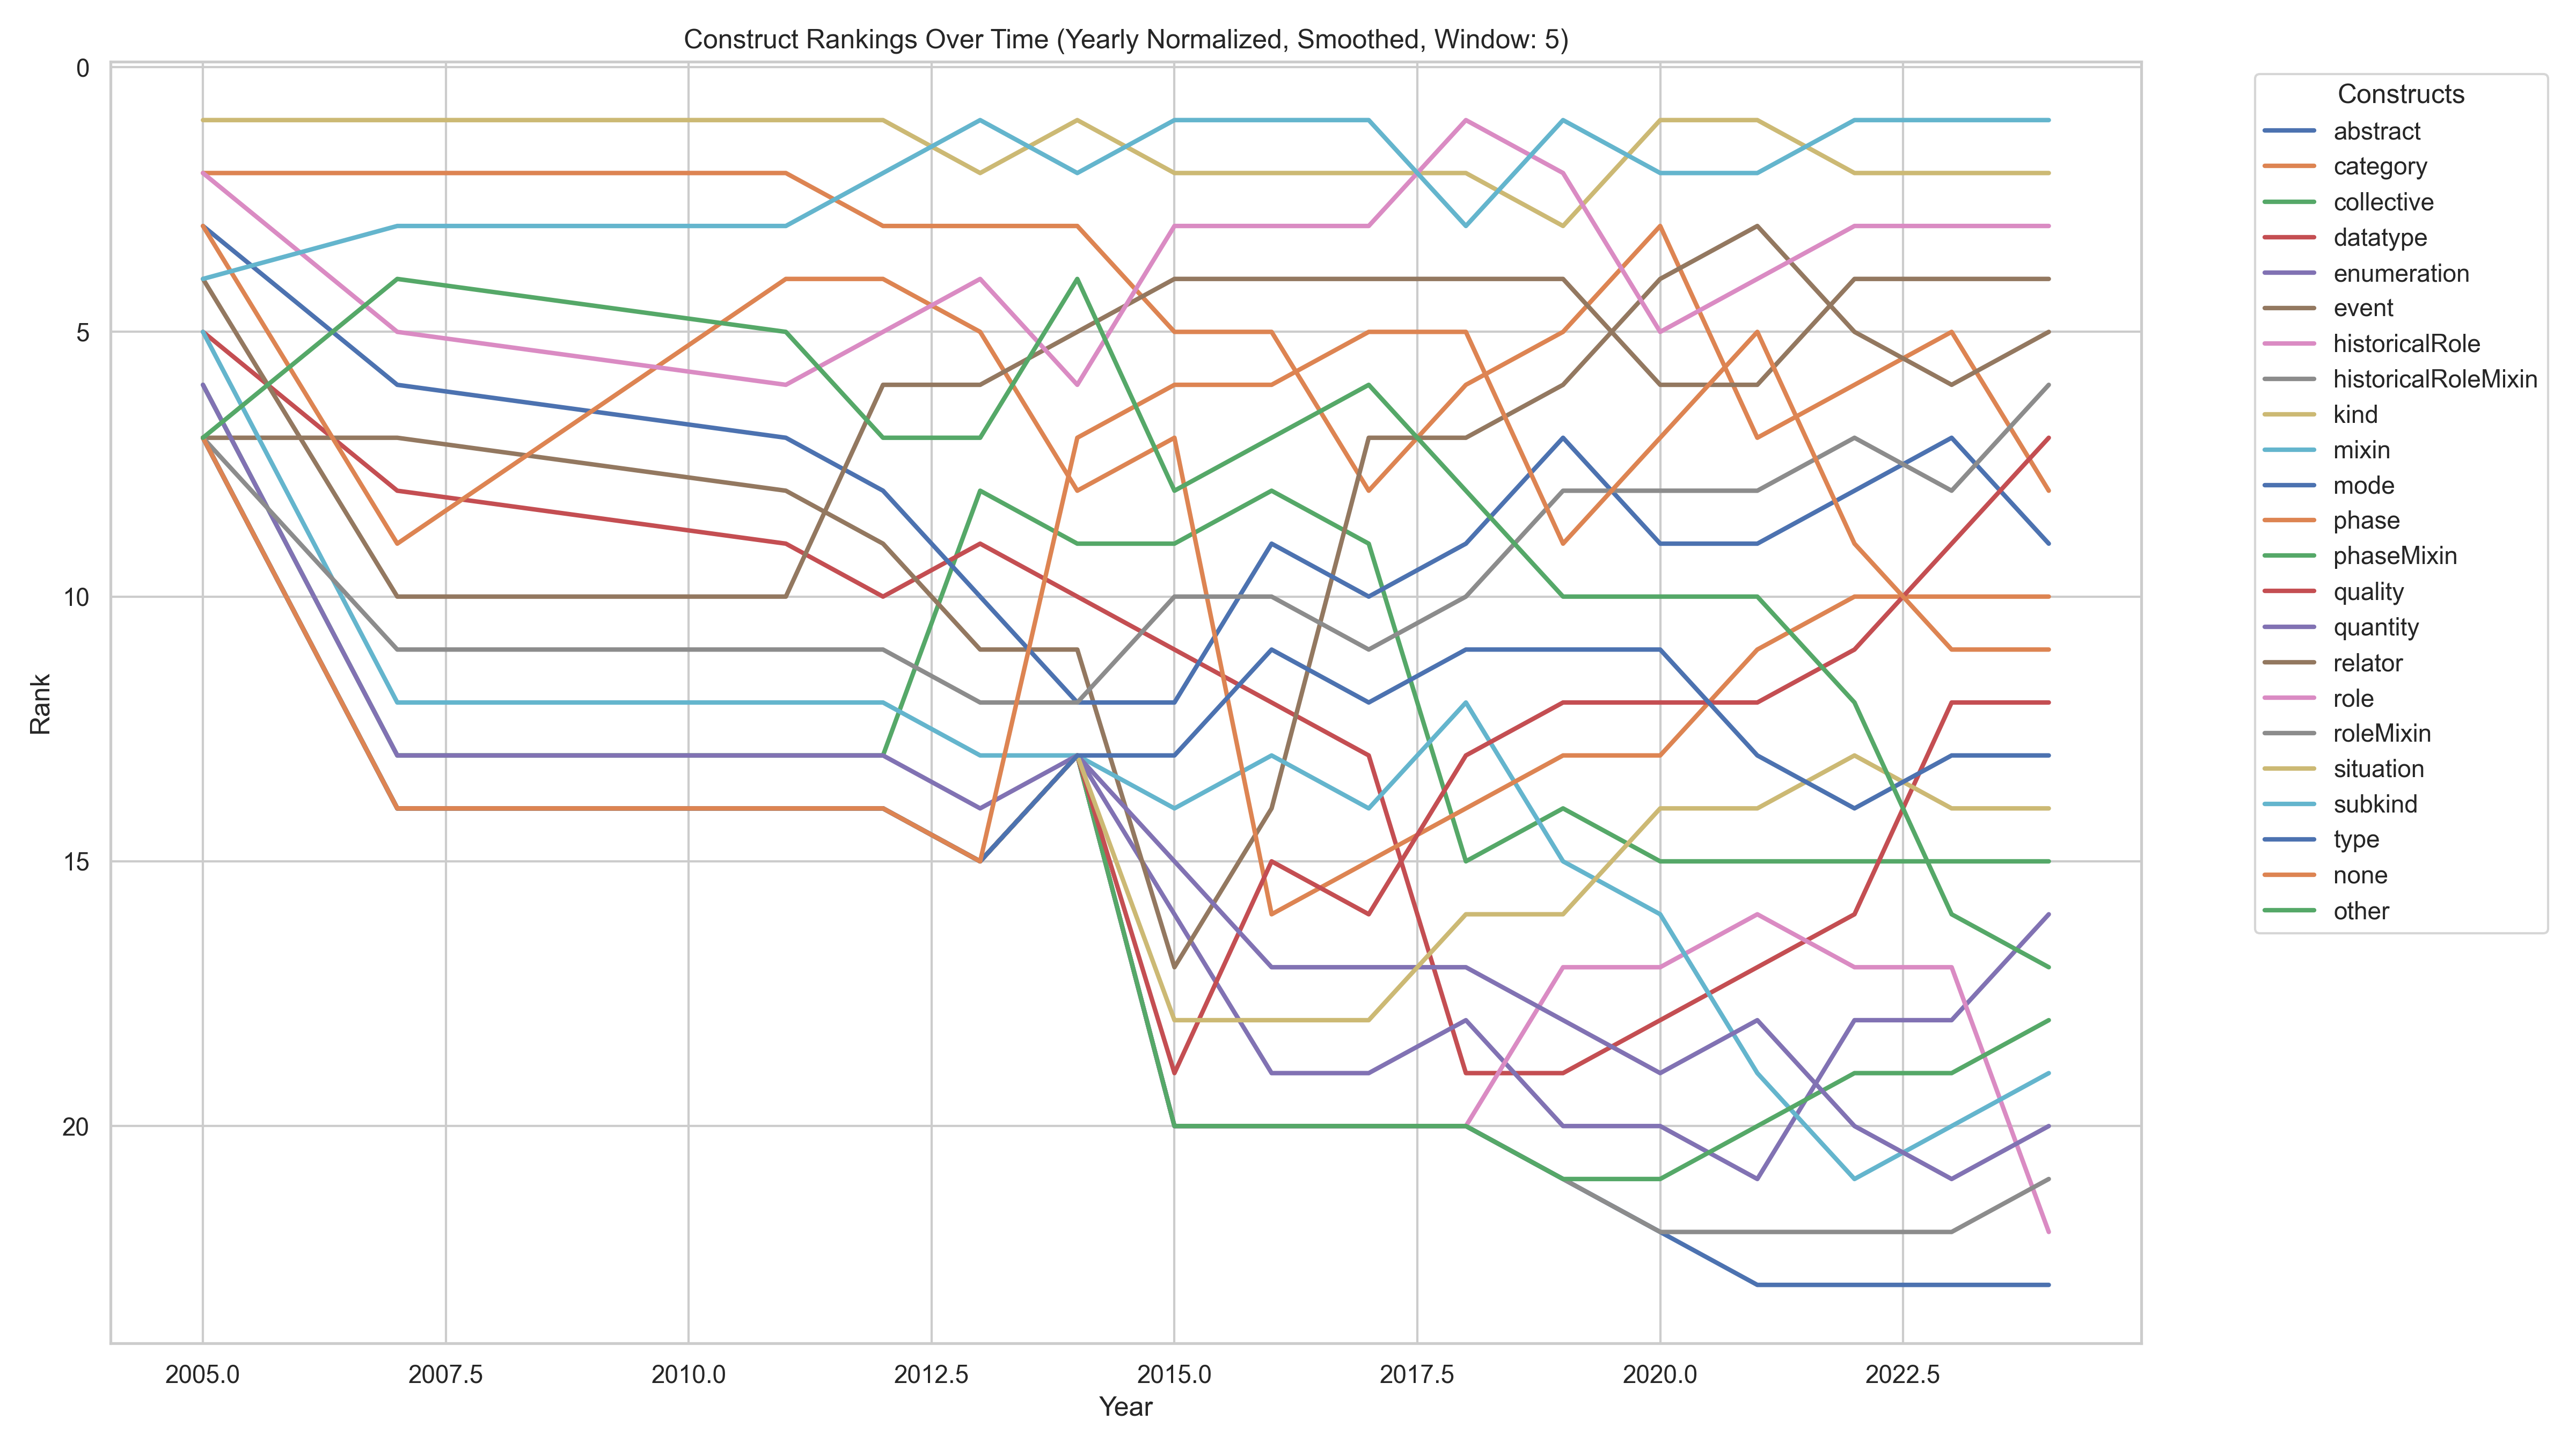 Construct Rankings Over Time (Yearly Normalized, Smoothed, Window: 5)
0
5
10
15
20
Rank
2005.0
2007.5
2010.0
2012.5
2015.0
2017.5
2020.0
2022.5
Year
Constructs
abstract
category
collective
datatype
enumeration
event
historicalRole
historicalRoleMixin
kind
mixin
mode
phase
phaseMixin
quality
quantity
relator
role
roleMixin
situation
subkind
type
none
other